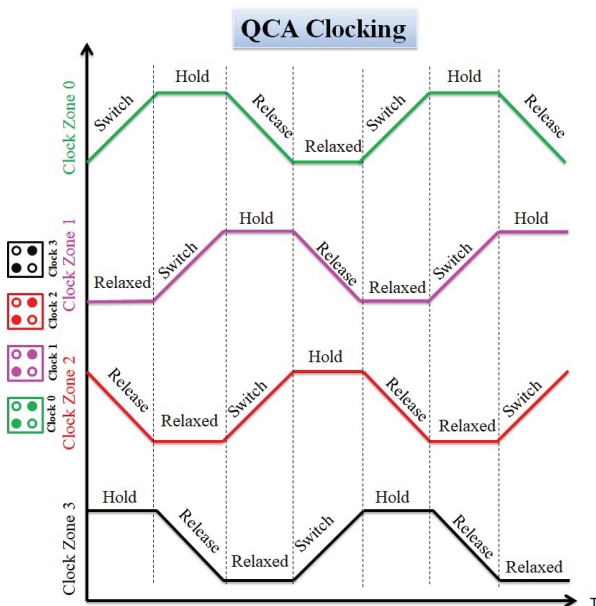 QCA Clocking
Clock Zone 0
Switch
Hold
Release
Relaxed
Switch
Hold
Release
Clock Zone 1
Relaxed
Switch
Hold
Release
Relaxed
Switch
Hold
Clock 3
Clock 2
Clock 1
Clock 0
Clock Zone 2
Release
Relaxed
Switch
Hold
Release
Relaxed
Switch
Clock Zone 3
Hold
Release
Relaxed
Switch
Hold
Release
Relaxed